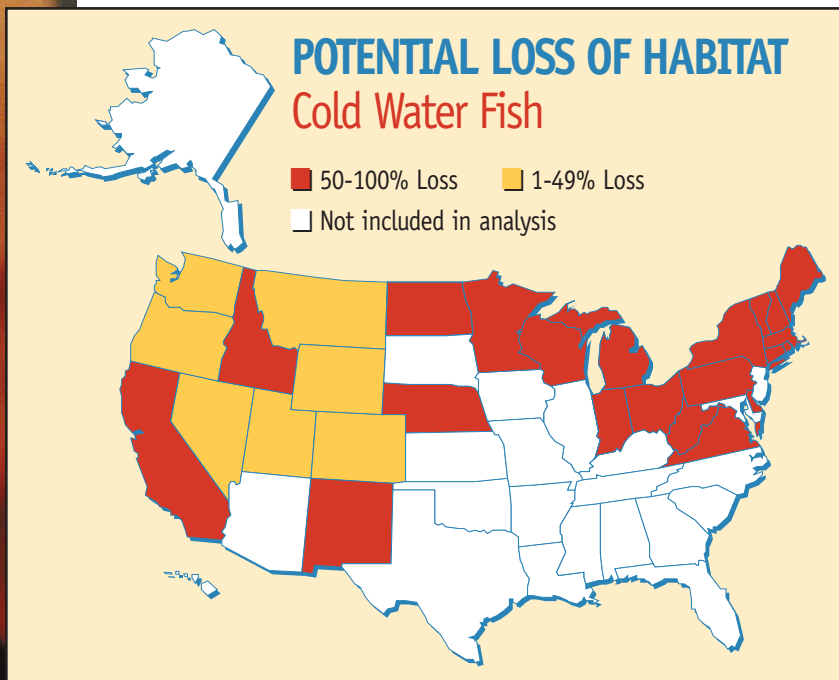 POTENTIAL LOSS OF HABITAT
Cold Water Fish
50-100% Loss
1-49% Loss
Not included in analysis